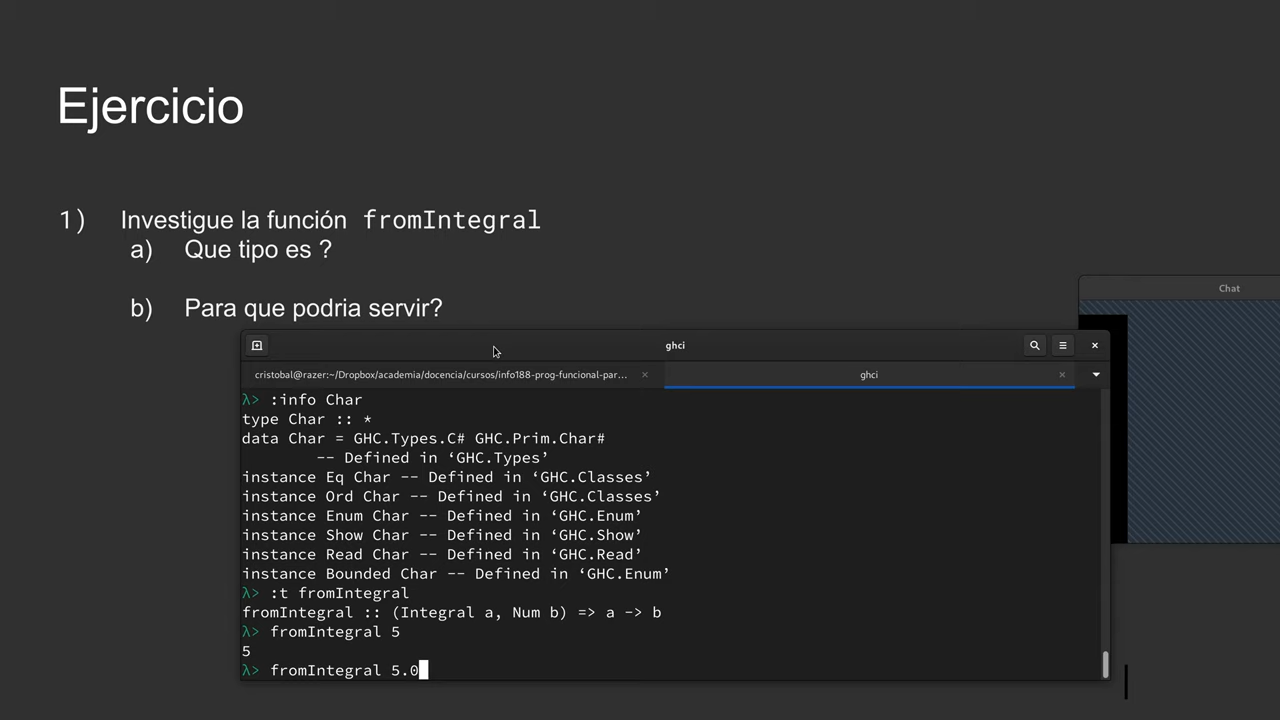 Ejercicio
1) Investigue la función fromIntegral
a) Que tipo es ?
b) Para que podria servir?
Chat
ghci
cristobal@razer:~/Dropbox/academia/docencia/cursos/info188-prog-funcional-par...
ghci
λ> :info Char
type Char :: *
data Char = GHC.Types.C# GHC.Prim.Char#
-- Defined in ‘GHC.Types’
instance Eq Char -- Defined in ‘GHC.Classes’
instance Ord Char -- Defined in ‘GHC.Classes’
instance Enum Char -- Defined in ‘GHC.Enum’
instance Show Char -- Defined in ‘GHC.Show’
instance Read Char -- Defined in ‘GHC.Read’
instance Bounded Char -- Defined in ‘GHC.Enum’
λ> :t fromIntegral
fromIntegral :: (Integral a, Num b) => a -> b
λ> fromIntegral 5
5
λ> fromIntegral 5.0